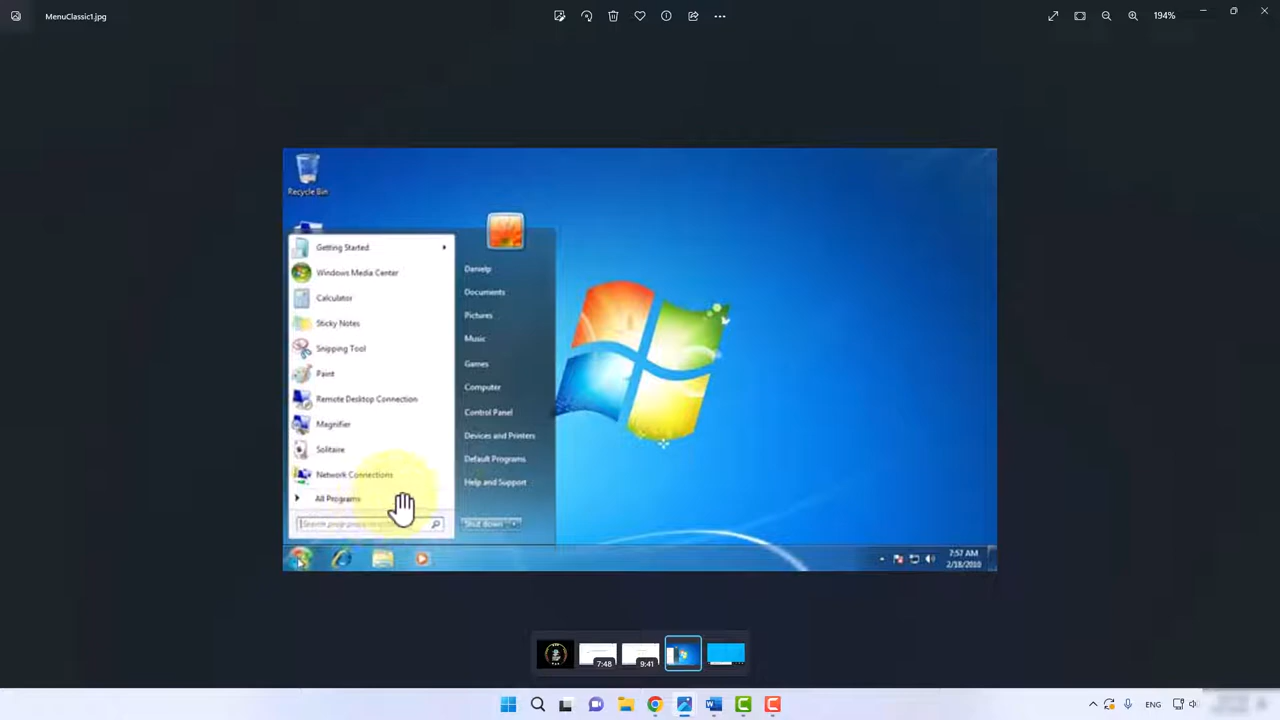 MenuClassic1.jpg
194%
Recycle Bin
Getting Started
Windows Media Center
Calculator
Sticky Notes
Snipping Tool
Paint
Remote Desktop Connection
Magnifier
Solitaire
Network Connections
All Programs
Search programs
Danielp
Documents
Pictures
Music
Games
Computer
Control Panel
Devices and Printers
Default Programs
Help and Support
Shut down
7:57 AM
2/18/2010
7:48
9:41
ENG